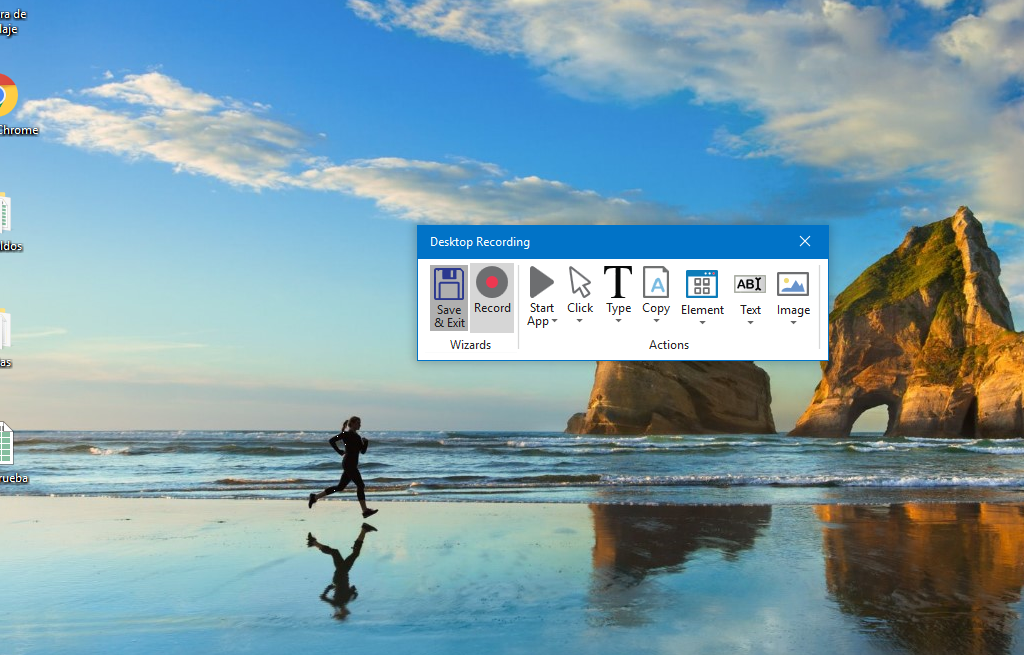 ra de
laje
Chrome
ldos
as
rueba
Desktop Recording
Save
& Exit
Record
Start
App
Click
Type
Copy
Element
Text
Image
T
A
ABI
Wizards
Actions